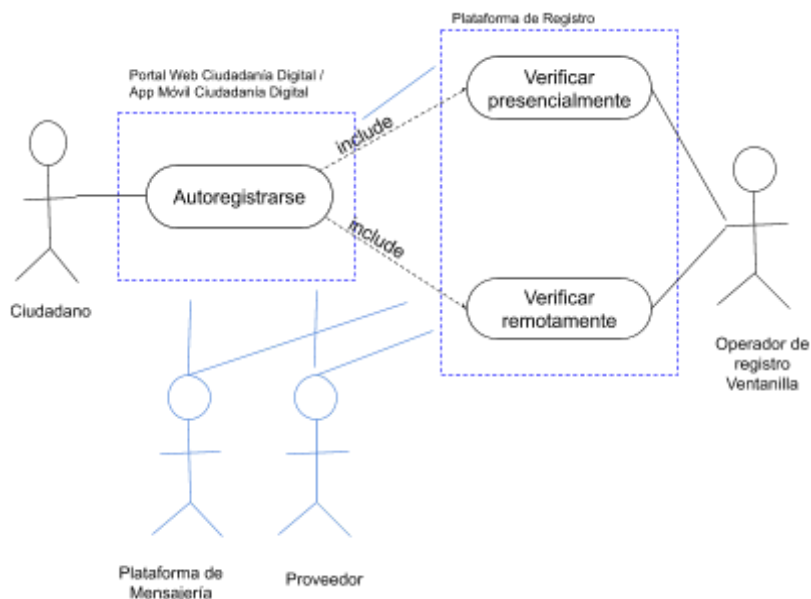 Plataforma de Registro
Portal Web Ciudadanía Digital /
App Móvil Ciudadanía Digital
Verificar
presencialmente
include
Autoregistrarse
include
Ciudadano
Verificar
remotamente
Operador de
registro
Ventanilla
Plataforma de
Mensajería
Proveedor